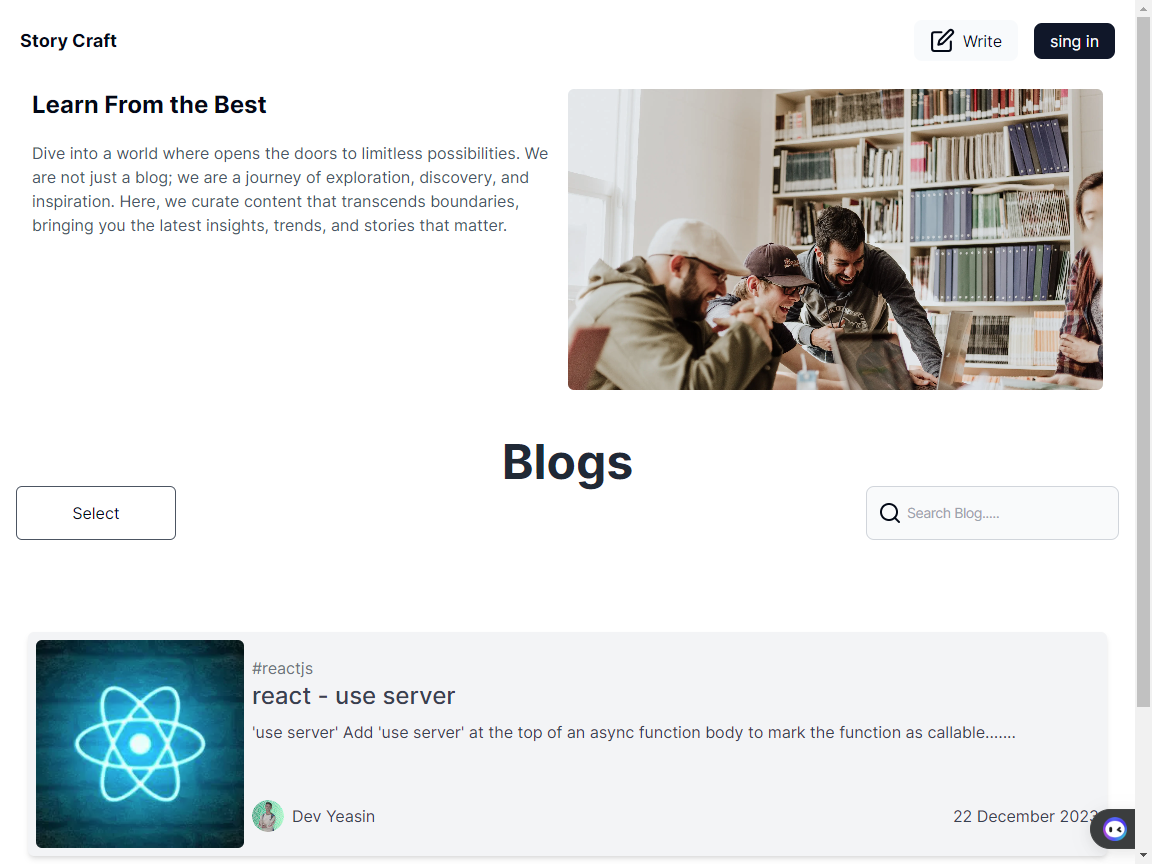 Story Craft
Write
sing in
Learn From the Best
Dive into a world where opens the doors to limitless possibilities. We
are not just a blog; we are a journey of exploration, discovery, and
inspiration. Here, we curate content that transcends boundaries,
bringing you the latest insights, trends, and stories that matter.
Blogs
Select
Search Blog.....
#reactjs
react - use server
'use server' Add 'use server' at the top of an async function body to mark the function as callable.......
Dev Yeasin
22 December 2023